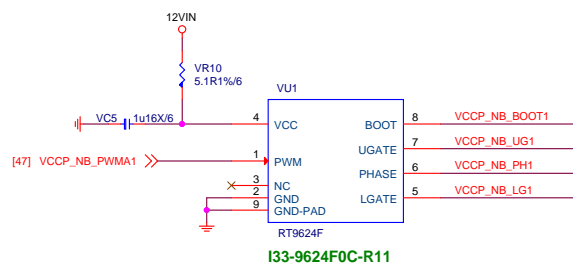 12VIN
VR10
5.1R1%/6
VU1
VC5 1u16X/6
4 VCC
BOOT 8 VCCP_NB_BOOT1
[47] VCCP_NB_PWMA1
1 PWM
UGATE 7 VCCP_NB_UG1
3 NC
PHASE 6 VCCP_NB_PH1
2 GND
LGATE 5 VCCP_NB_LG1
9 GND-PAD
RT9624F
I33-9624F0C-R11